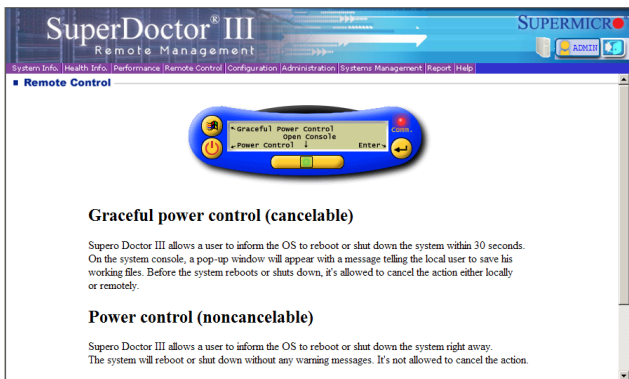 SuperDoctor® III
Remote Management
SUPERMICRO
ADMIN
System Info. Health Info. Performance Remote Control Configuration Administration Systems Management Report Help
Remote Control
Graceful Power Control
Open Console
Power Control
Enter
Comm.
Graceful power control (cancelable)
Supero Doctor III allows a user to inform the OS to reboot or shut down the system within 30 seconds.
On the system console, a pop-up window will appear with a message telling the local user to save his
working files. Before the system reboots or shuts down, it's allowed to cancel the action either locally
or remotely.
Power control (noncancelable)
Supero Doctor III allows a user to inform the OS to reboot or shut down the system right away.
The system will reboot or shut down without any warning messages. It's not allowed to cancel the action.